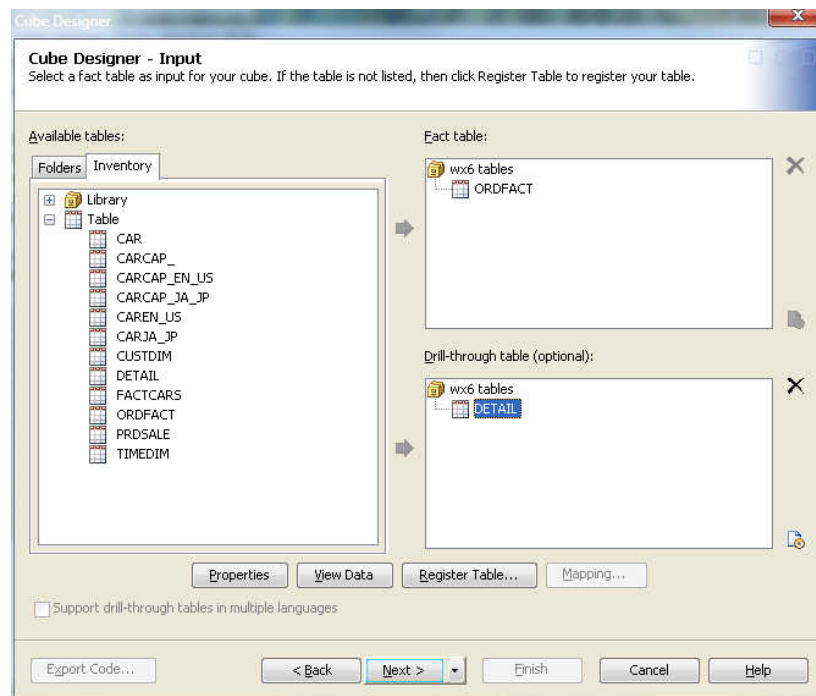 Cube Designer
Cube Designer - Input
Select a fact table as input for your cube. If the table is not listed, then click Register Table to register your table.
Available tables:
Folders
Inventory
Library
Table
CAR
CARCAP_
CARCAP_EN_US
CARCAP_JA_JP
CAREN_US
CARJA_JP
CUSTDIM
DETAIL
FACTCARS
ORDFACT
PRDSALE
TIMEDIM
Fact table:
wx6 tables
ORDFACT
Drill-through table (optional):
wx6 tables
DETAIL
Properties
View Data
Register Table...
Mapping...
Support drill-through tables in multiple languages
Export Code...
< Back
Next >
Finish
Cancel
Help